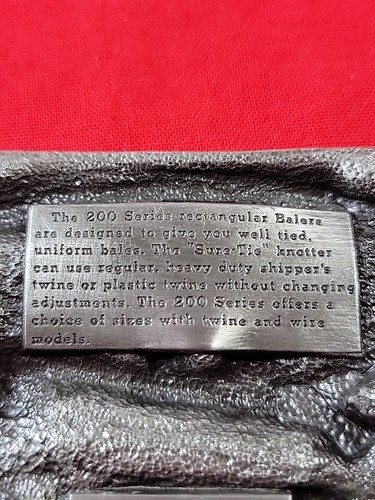 The 200 Series rectangular Balers
are designed to give you well tied,
uniform bales. The "Sure-Tie" knotter
can use regular, heavy duty shipper's
twine or plastic twine without changing
adjustments. The 200 Series offers a
choice of sizes with twine and wire
models.